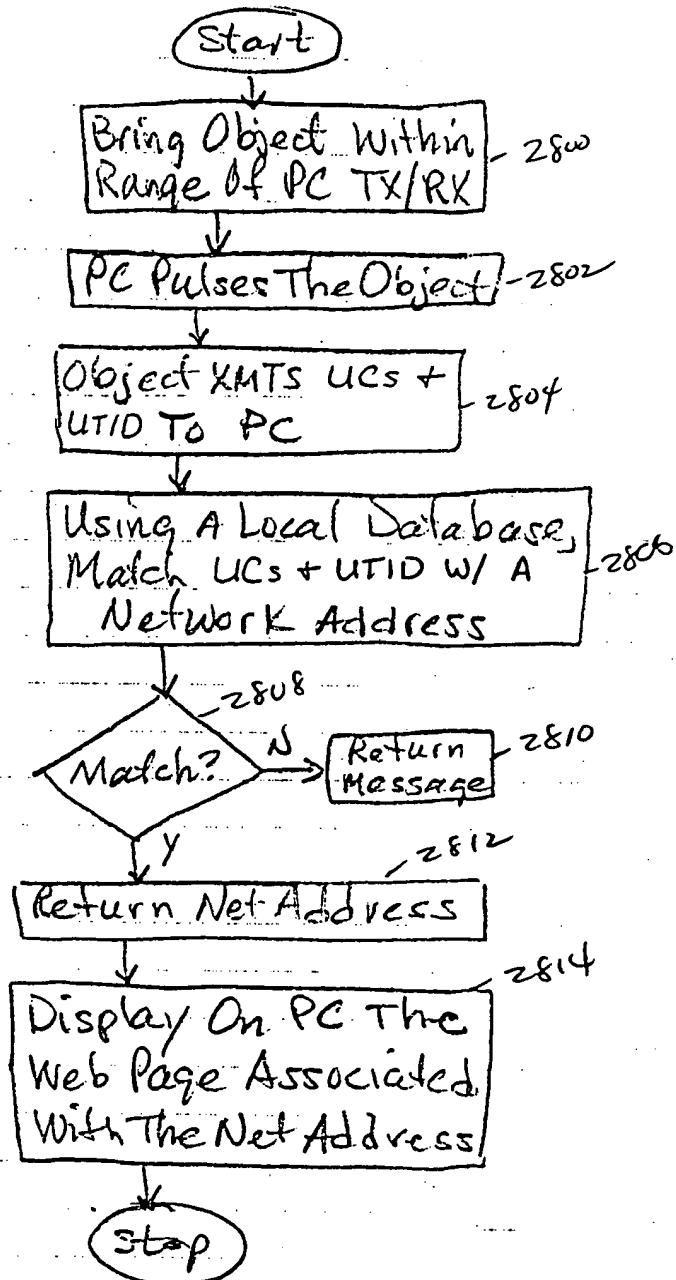 Start
Bring Object Within
Range Of PC TX/RX
2800
PC Pulses The Object
2802
Object XMTS UCs +
UTID To PC
2804
Using A Local Database,
Match UCs + UTID W/ A
Network Address
2806
2808
Match?
N
Return
Message
2810
Y
2812
Return Net Address
2814
Display On PC The
Web Page Associated
With The Net Address
Stop